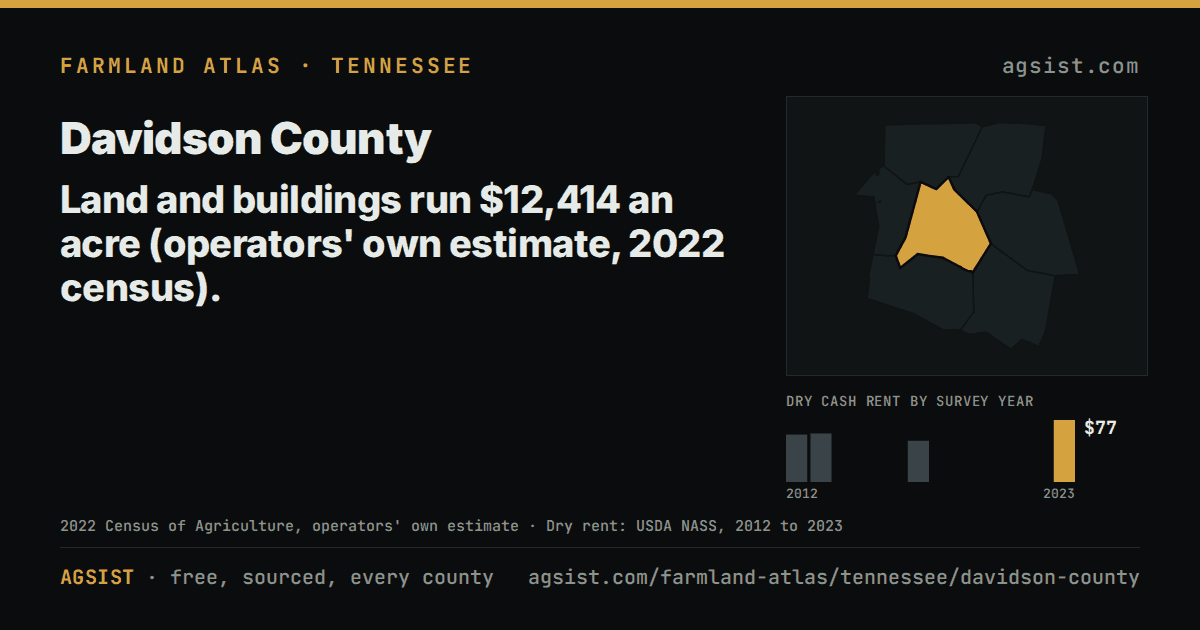 FARMLAND ATLAS · TENNESSEE
agsist.com
Davidson County
Land and buildings run $12,414 an
acre (operators' own estimate, 2022
census).
DRY CASH RENT BY SURVEY YEAR
$77
2012
2023
2022 Census of Agriculture, operators' own estimate · Dry rent: USDA NASS, 2012 to 2023
AGSIST · free, sourced, every county
agsist.com/farmland-atlas/tennessee/davidson-county